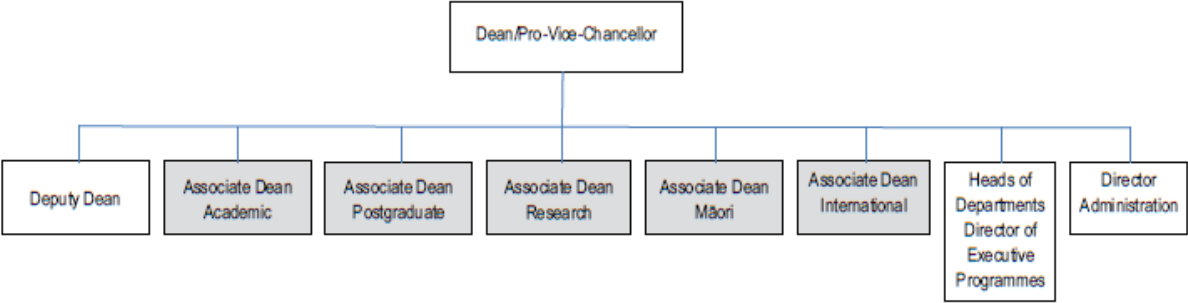 Dean/Pro-Vice-Chancellor
Deputy Dean
Associate Dean
Academic
Associate Dean
Postgraduate
Associate Dean
Research
Associate Dean
Māori
Associate Dean
International
Heads of
Departments
Director of
Executive
Programmes
Director
Administration